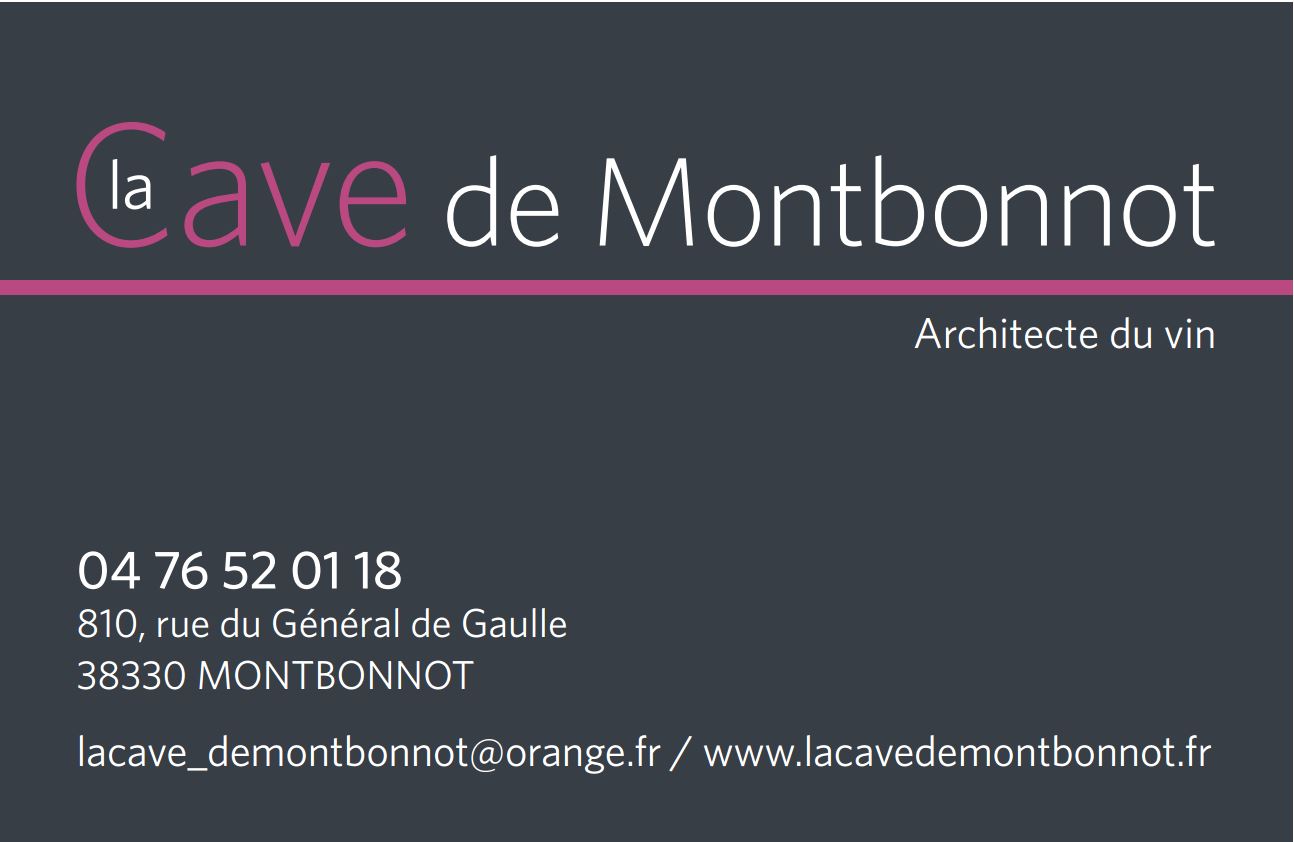 la Cave de Montbonnot
Architecte du vin
04 76 52 01 18
810, rue du Général de Gaulle
38330 MONTBONNOT
lacave_demontbonnot@orange.fr / www.lacavedemontbonnot.fr